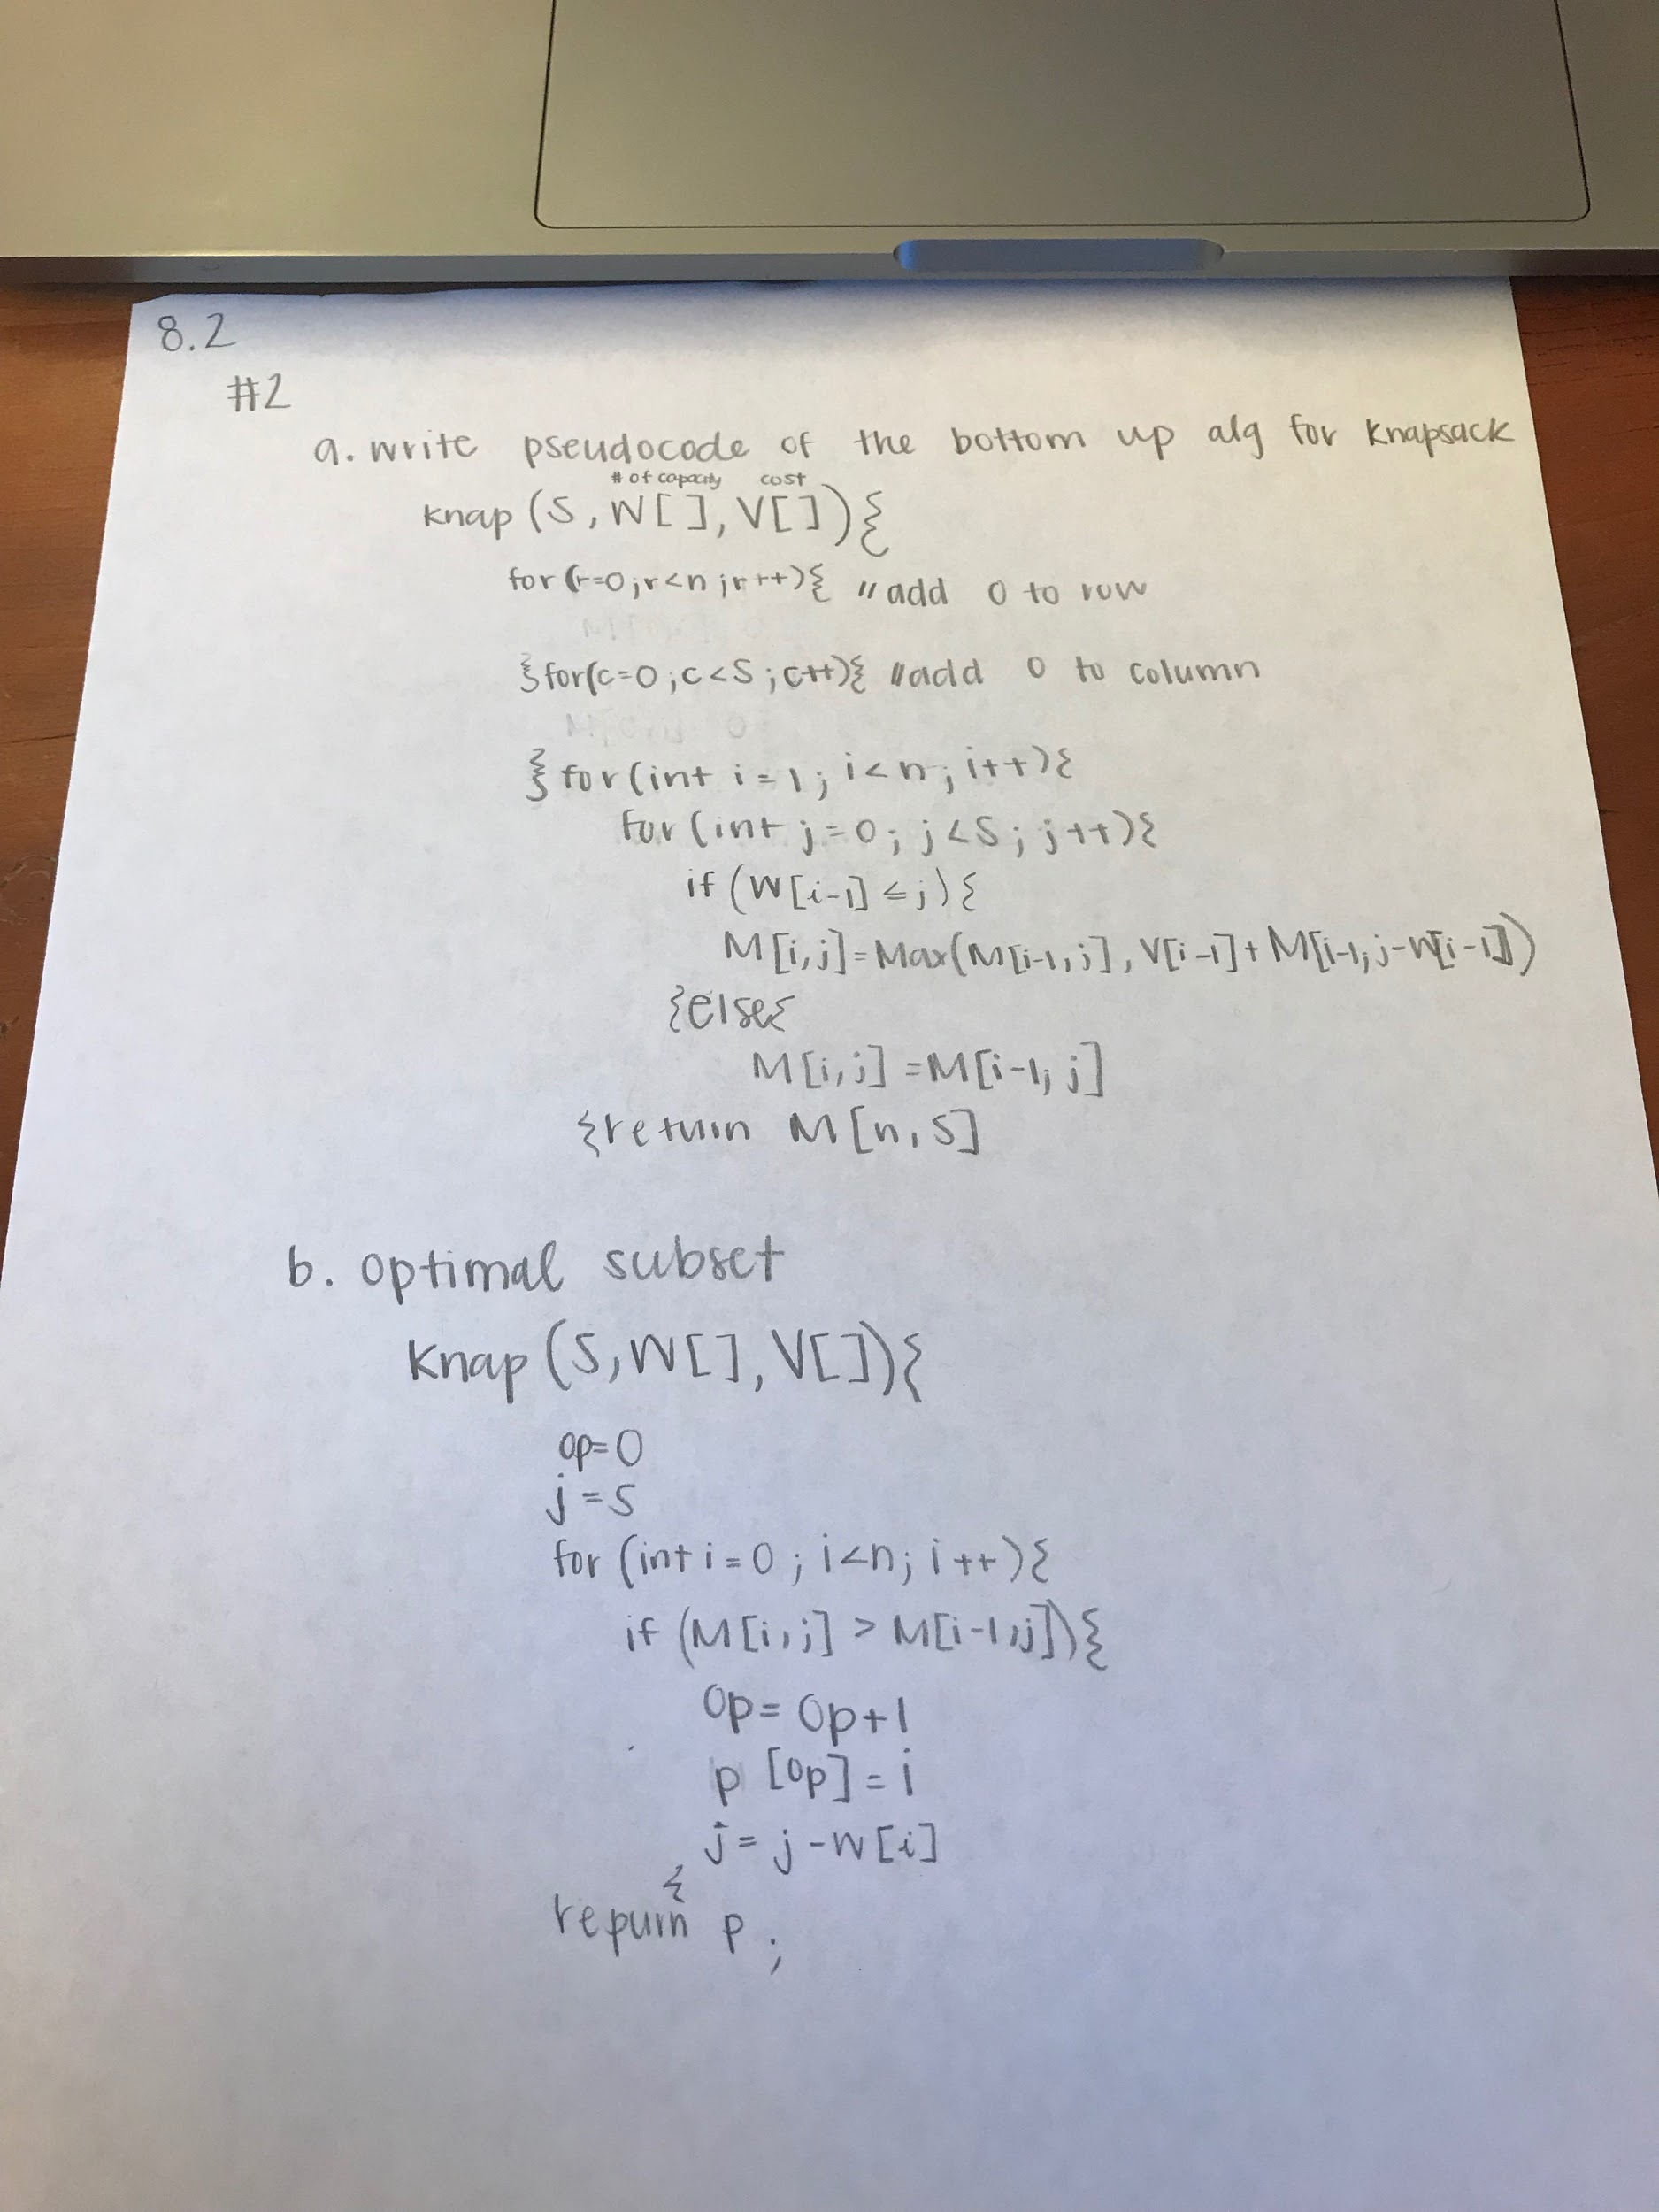 8.2
#2
a. write pseudocode of the bottom up alg for knapsack
# of capacity cost
knap (S, W[], V[]){
for(r=0;r<n;r++){ //add 0 to row
}for(c=0;c<S;c++){ //add 0 to column
}for(int i=1; i<n; i++){
for(int j=0; j<S; j++){
if (W[i-1] ≤ j){
M[i,j]=Max(M[i-1,j], V[i-1]+M[i-1,j-W[i-1]])
}else{
M[i,j]=M[i-1,j]
}return M[n,S]
b. optimal subset
Knap (S,W[],V[]){
op=0
j=S
for (int i=0; i<n; i++){
if (M[i,j] > M[i-1,j]){
op=op+1
p [op]=i
j=j-W[i]
}
repurn p;